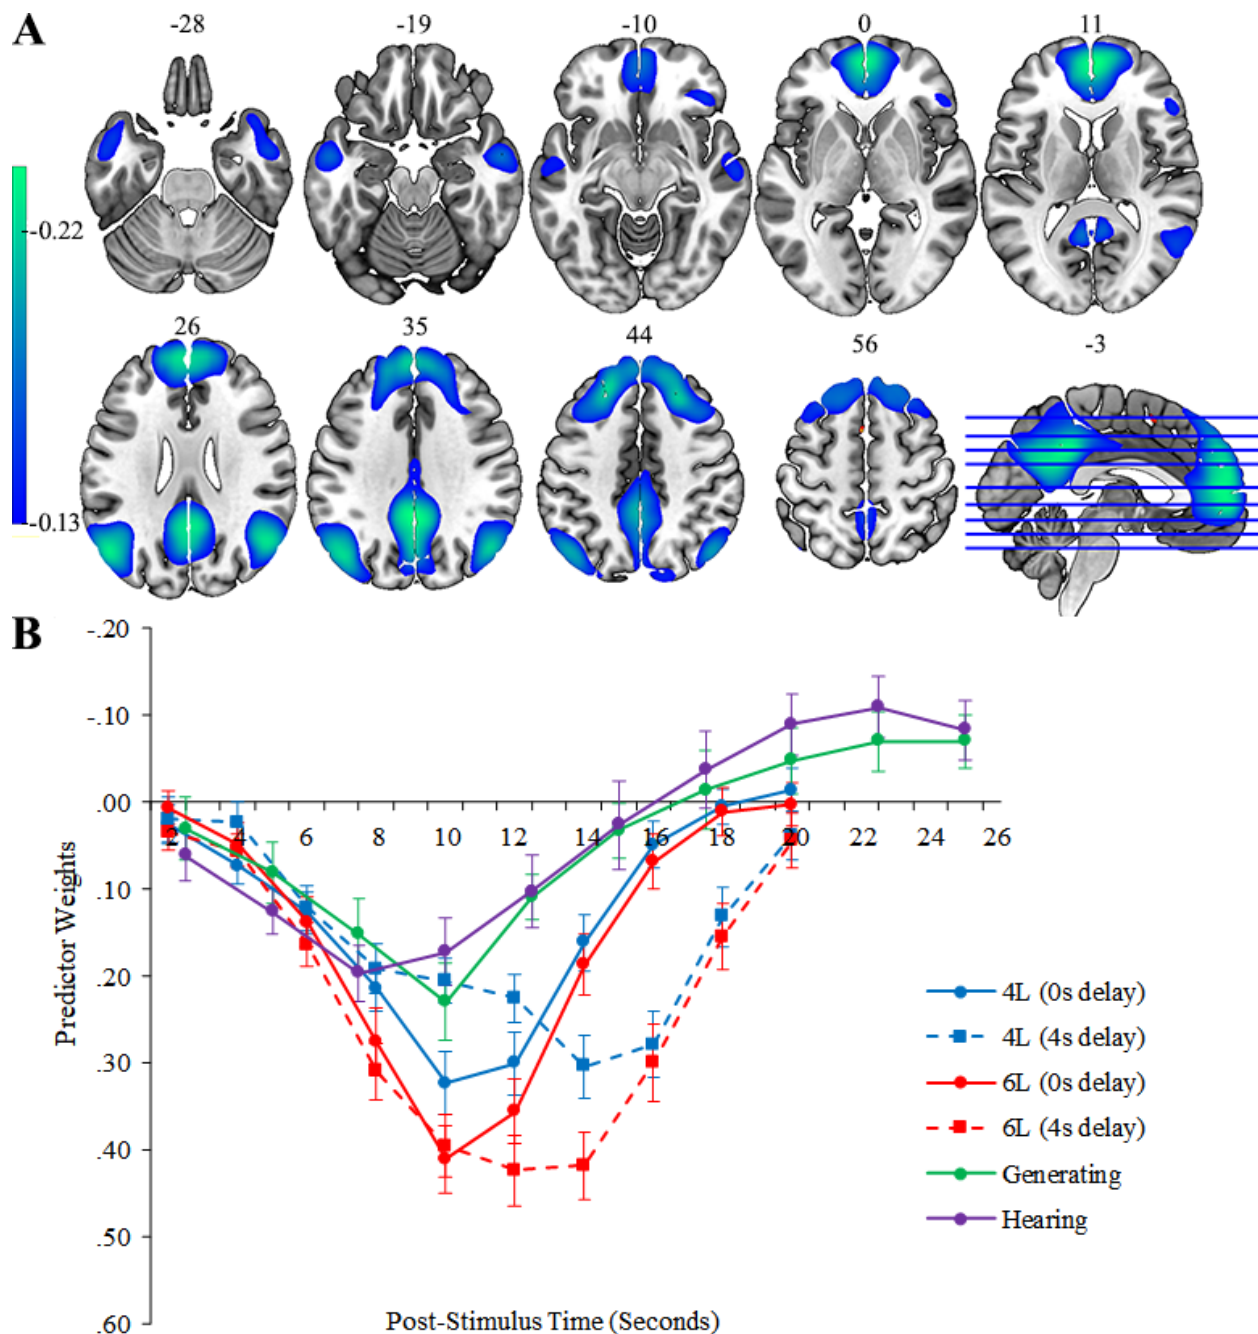 A
-28
-19
-10
0
11
-0.22
-0.13
26
35
44
56
-3
B
-.20
-.10
.00
.10
.20
.30
.40
.50
.60
2 4 6 8 10 12 14 16 18 20 22 24 26
Predictor Weights
Post-Stimulus Time (Seconds)
4L (0s delay)
4L (4s delay)
6L (0s delay)
6L (4s delay)
Generating
Hearing